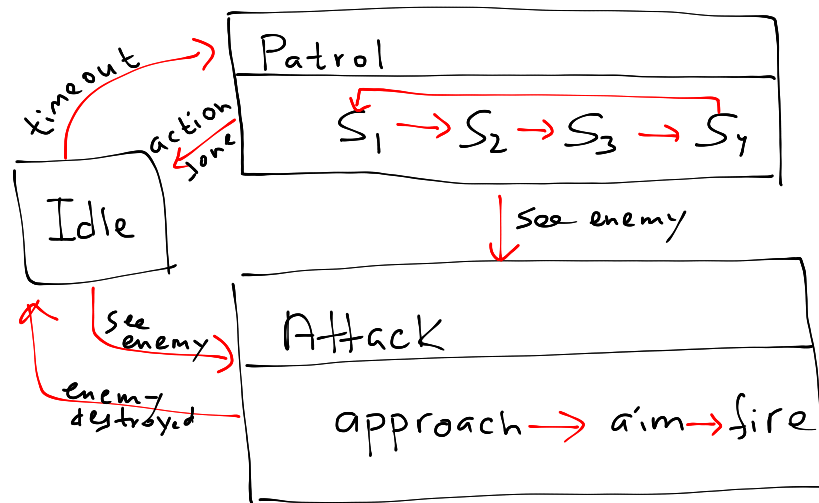 Patrol
timeout
action
done
S1 → S2 → S3 → S4
Idle
see enemy
see
enemy
Attack
enemy
destroyed
approach → aim → fire